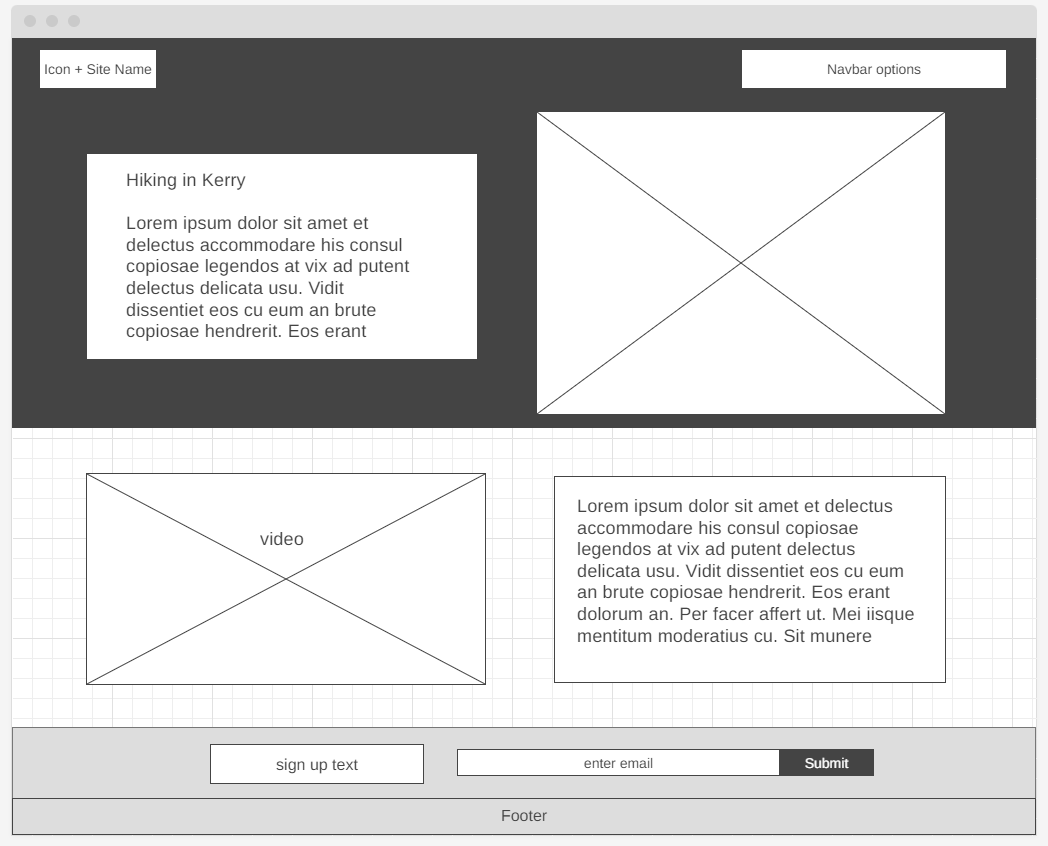 Icon + Site Name
Navbar options
Hiking in Kerry
Lorem ipsum dolor sit amet et
delectus accommodare his consul
copiosae legendos at vix ad putent
delectus delicata usu. Vidit
dissentiet eos cu eum an brute
copiosae hendrerit. Eos erant
video
Lorem ipsum dolor sit amet et delectus
accommodare his consul copiosae
legendos at vix ad putent delectus
delicata usu. Vidit dissentiet eos cu eum
an brute copiosae hendrerit. Eos erant
dolorum an. Per facer affert ut. Mei iisque
mentitum moderatius cu. Sit munere
sign up text
enter email
Submit
Footer